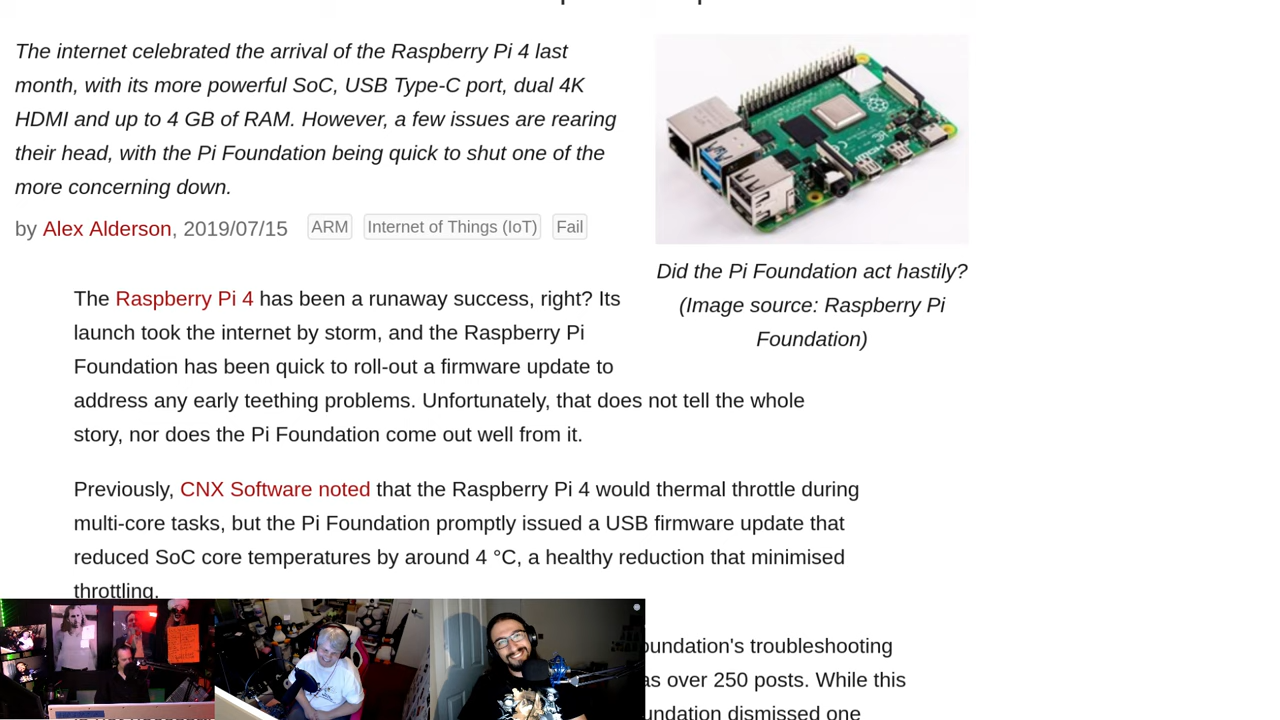 The internet celebrated the arrival of the Raspberry Pi 4 last
month, with its more powerful SoC, USB Type-C port, dual 4K
HDMI and up to 4 GB of RAM. However, a few issues are rearing
their head, with the Pi Foundation being quick to shut one of the
more concerning down.
by Alex Alderson, 2019/07/15 ARM Internet of Things (IoT) Fail
Did the Pi Foundation act hastily?
(Image source: Raspberry Pi
Foundation)
The Raspberry Pi 4 has been a runaway success, right? Its
launch took the internet by storm, and the Raspberry Pi
Foundation has been quick to roll-out a firmware update to
address any early teething problems. Unfortunately, that does not tell the whole
story, nor does the Pi Foundation come out well from it.
Previously, CNX Software noted that the Raspberry Pi 4 would thermal throttle during
multi-core tasks, but the Pi Foundation promptly issued a USB firmware update that
reduced SoC core temperatures by around 4 °C, a healthy reduction that minimised
throttling.
oundation's troubleshooting
as over 250 posts. While this
undation dismissed one